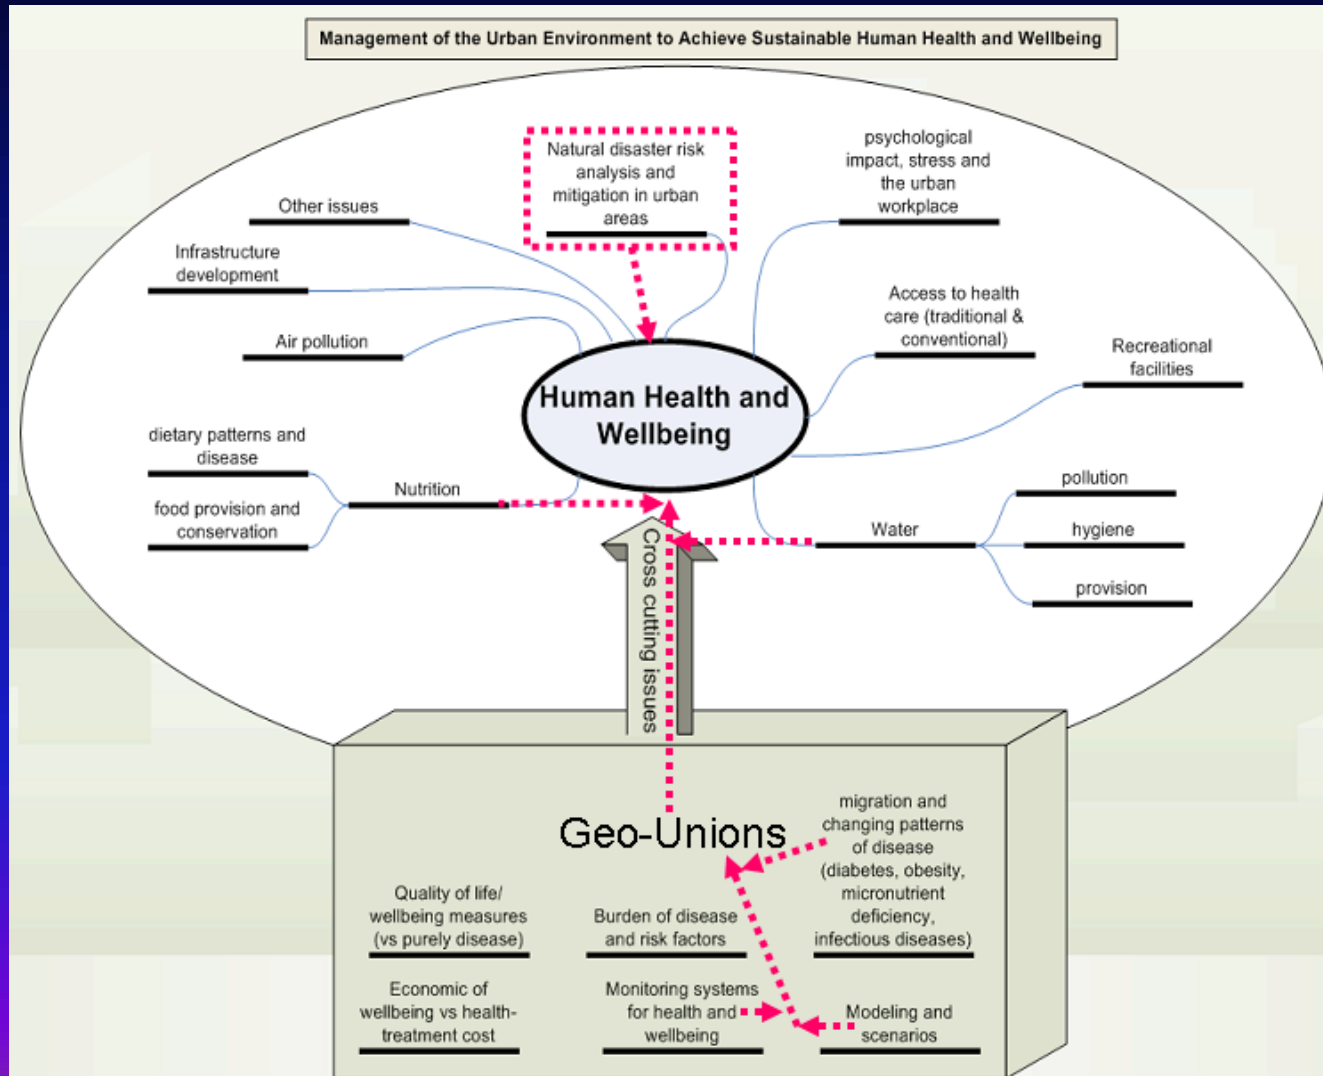 Management of the Urban Environment to Achieve Sustainable Human Health and Wellbeing
Natural disaster risk
analysis and
mitigation in urban
areas
psychological
impact, stress and
the urban
workplace
Other issues
Infrastructure
development
Access to health
care (traditional &
conventional)
Air pollution
Recreational
facilities
Human Health and
Wellbeing
dietary patterns and
disease
Nutrition
food provision and
conservation
pollution
Water
hygiene
provision
Cross cutting issues
Geo-Unions
migration and
changing patterns
of disease
(diabetes, obesity,
micronutrient
deficiency,
infectious diseases)
Quality of life/
wellbeing measures
(vs purely disease)
Burden of disease
and risk factors
Economic of
wellbeing vs health-
treatment cost
Monitoring systems
for health and
wellbeing
Modeling and
scenarios